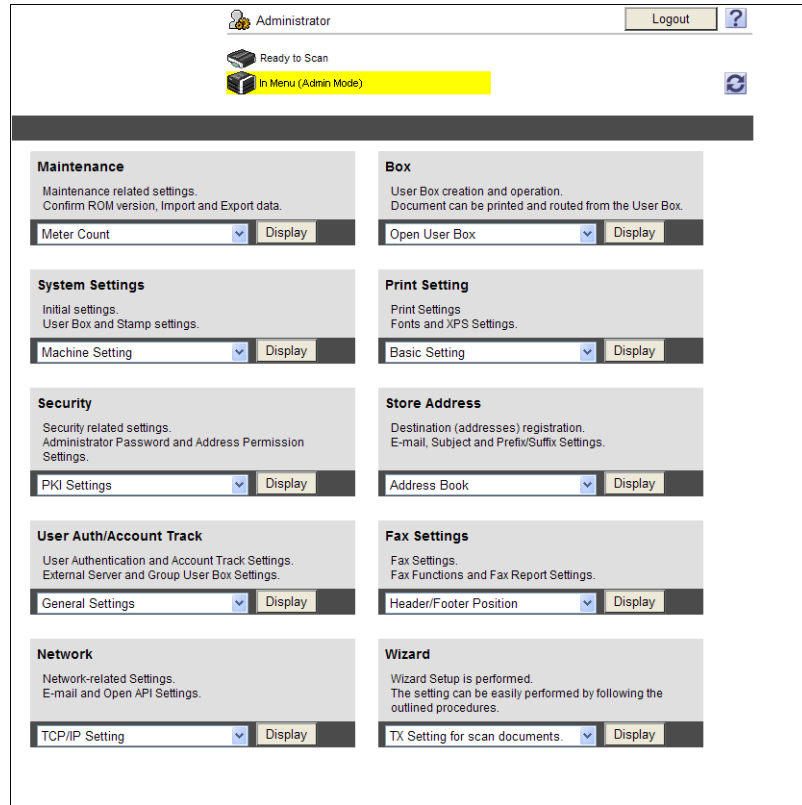 Administrator
Logout
?
Ready to Scan
In Menu (Admin Mode)
Maintenance
Maintenance related settings.
Confirm ROM version, Import and Export data.
Meter Count
Display
Box
User Box creation and operation.
Document can be printed and routed from the User Box.
Open User Box
Display
System Settings
Initial settings.
User Box and Stamp settings.
Machine Setting
Display
Print Setting
Print Settings
Fonts and XPS Settings.
Basic Setting
Display
Security
Security related settings.
Administrator Password and Address Permission
Settings.
PKI Settings
Display
Store Address
Destination (addresses) registration.
E-mail, Subject and Prefix/Suffix Settings.
Address Book
Display
User Auth/Account Track
User Authentication and Account Track Settings.
External Server and Group User Box Settings.
General Settings
Display
Fax Settings
Fax Settings.
Fax Functions and Fax Report Settings.
Header/Footer Position
Display
Network
Network-related Settings.
E-mail and Open API Settings.
TCP/IP Setting
Display
Wizard
Wizard Setup is performed.
The setting can be easily performed by following the
outlined procedures.
TX Setting for scan documents.
Display